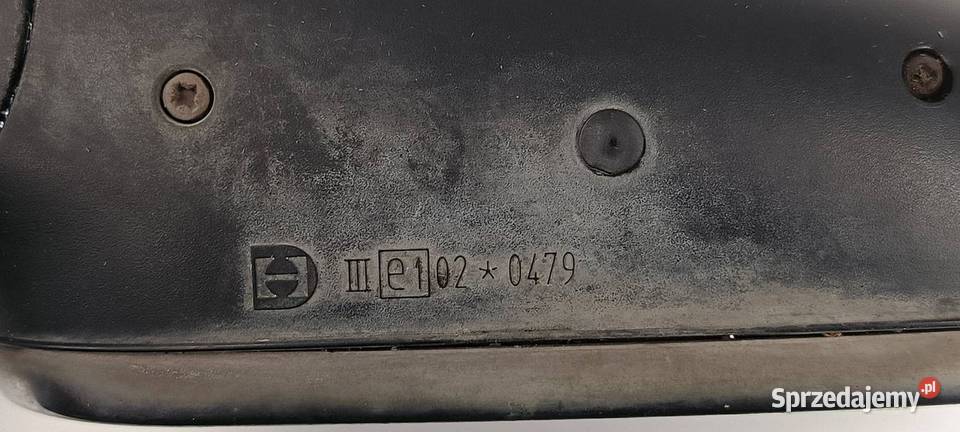 III e1 02 * 0479
Sprzedajemy.pl